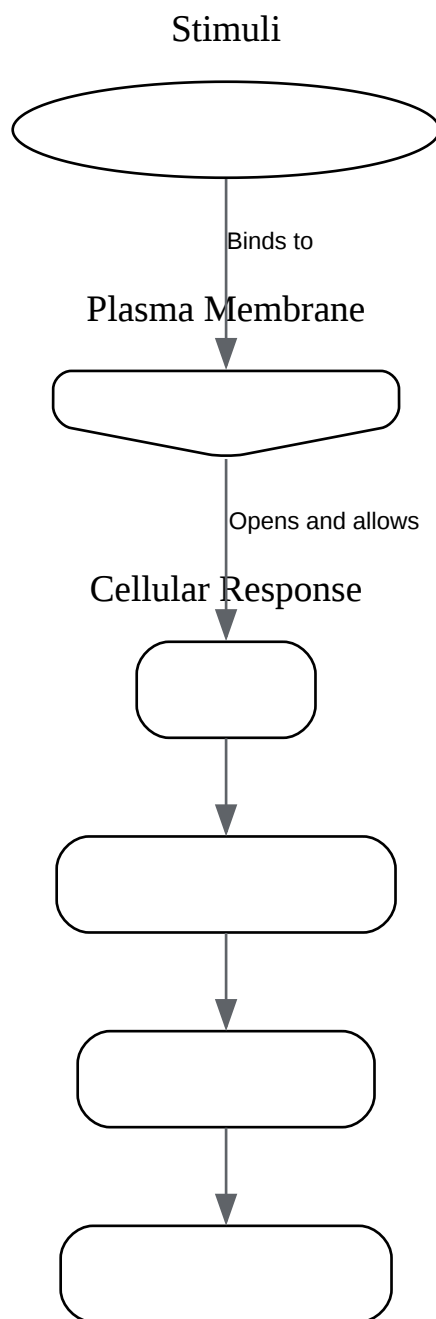 Stimuli
Binds to
Plasma Membrane
Opens and allows
Cellular Response